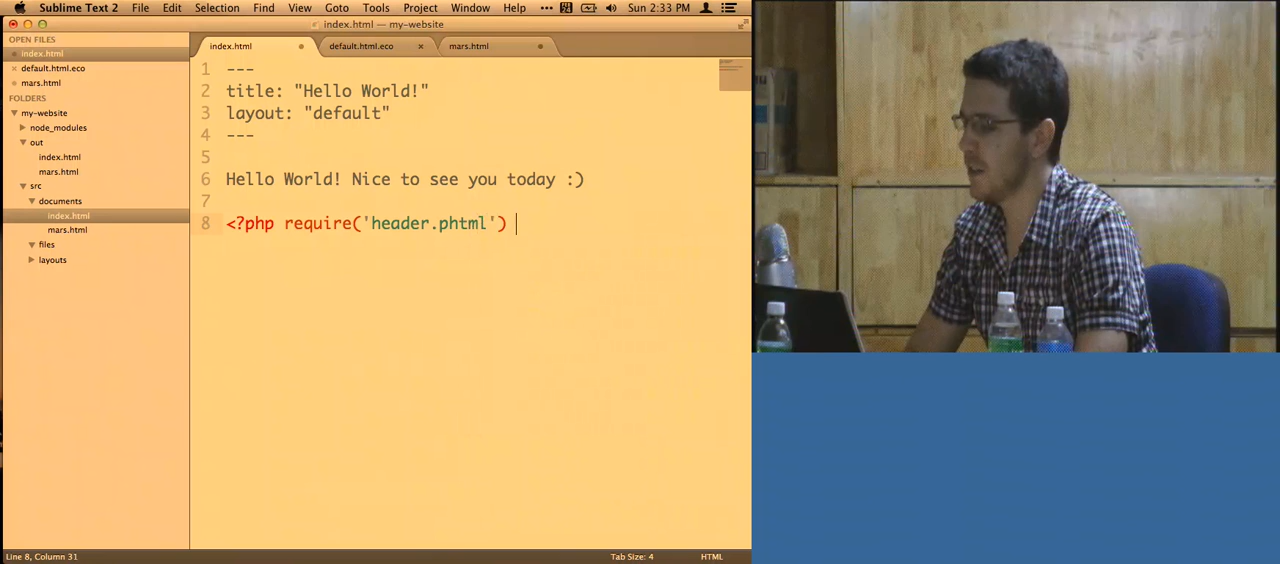 Sublime Text 2 File Edit Selection Find View Goto Tools Project Window Help Sun 2:33 PM
index.html — my-website
OPEN FILES
index.html
default.html.eco
mars.html
FOLDERS
my-website
node_modules
out
index.html
mars.html
src
documents
index.html
mars.html
files
layouts
index.html default.html.eco mars.html
1 ---
2 title: "Hello World!"
3 layout: "default"
4 ---
5
6 Hello World! Nice to see you today :)
7
8 <?php require('header.phtml')
Line 8, Column 31 Tab Size: 4 HTML